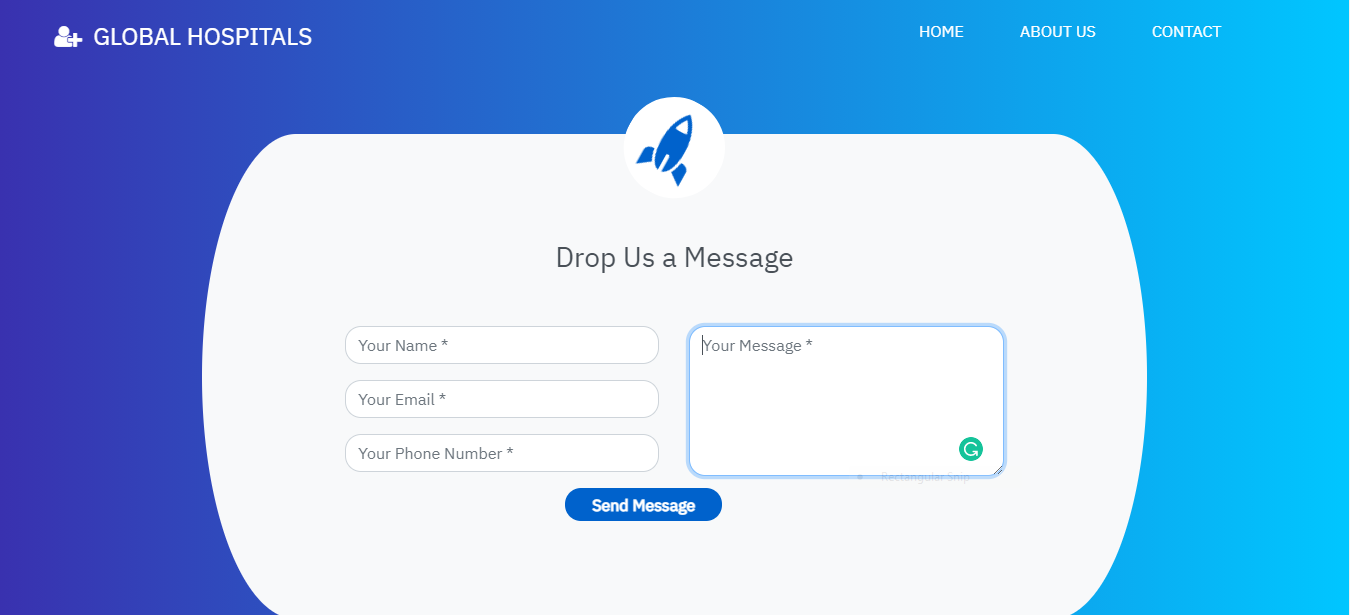 GLOBAL HOSPITALS
HOME ABOUT US CONTACT
Drop Us a Message
Your Name *
Your Email *
Your Phone Number *
Your Message *
Rectangular Snip
Send Message